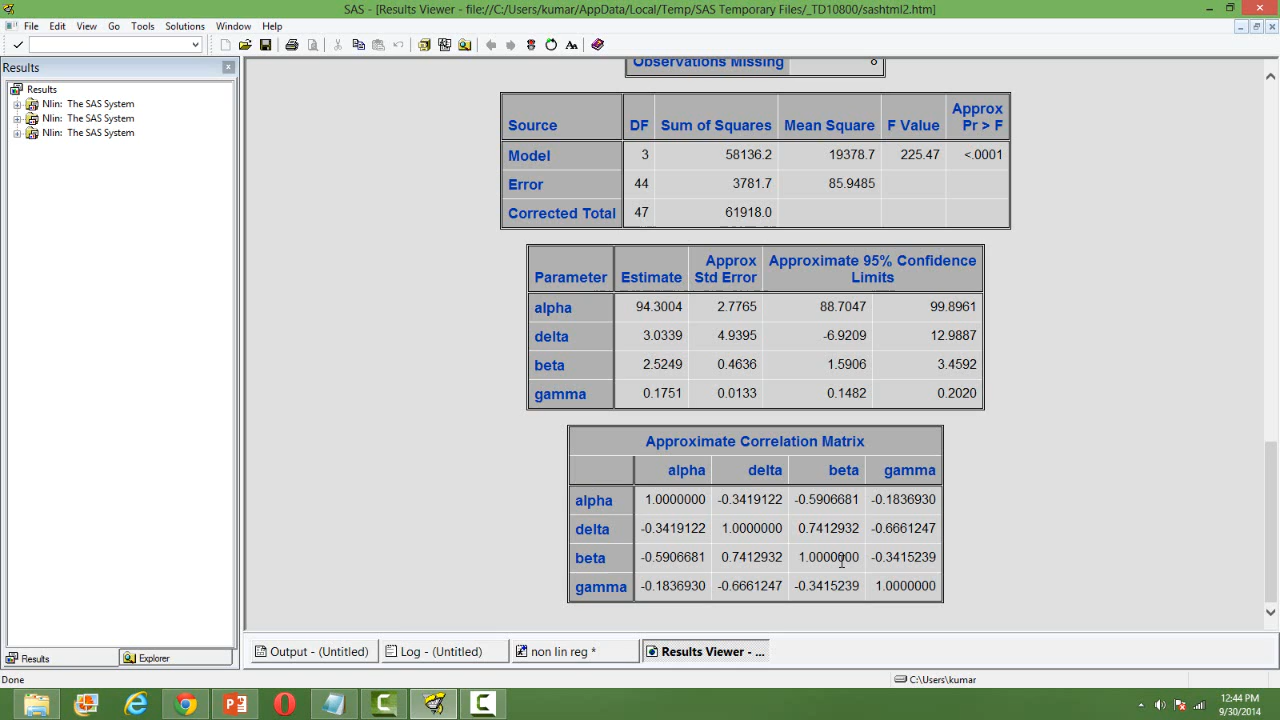 SAS - [Results Viewer - file://C:/Users/kumar/AppData/Local/Temp/SAS Temporary Files/_TD10800/sashtml2.htm]
File Edit View Go Tools Solutions Window Help
Results
Results
Nlin: The SAS System
Nlin: The SAS System
Nlin: The SAS System
Observations Missing 8
Source DF Sum of Squares Mean Square F Value Approx Pr > F
Model 3 58136.2 19378.7 225.47 <.0001
Error 44 3781.7 85.9485
Corrected Total 47 61918.0
Parameter Estimate Approx Std Error Approximate 95% Confidence Limits
alpha 94.3004 2.7765 88.7047 99.8961
delta 3.0339 4.9395 -6.9209 12.9887
beta 2.5249 0.4636 1.5906 3.4592
gamma 0.1751 0.0133 0.1482 0.2020
Approximate Correlation Matrix
alpha delta beta gamma
alpha 1.0000000 -0.3419122 -0.5906681 -0.1836930
delta -0.3419122 1.0000000 0.7412932 -0.6661247
beta -0.5906681 0.7412932 1.0000000 -0.3415239
gamma -0.1836930 -0.6661247 -0.3415239 1.0000000
Results Explorer
Output - (Untitled) Log - (Untitled) non lin reg * Results Viewer - ...
Done C:\Users\kumar
12:44 PM
9/30/2014